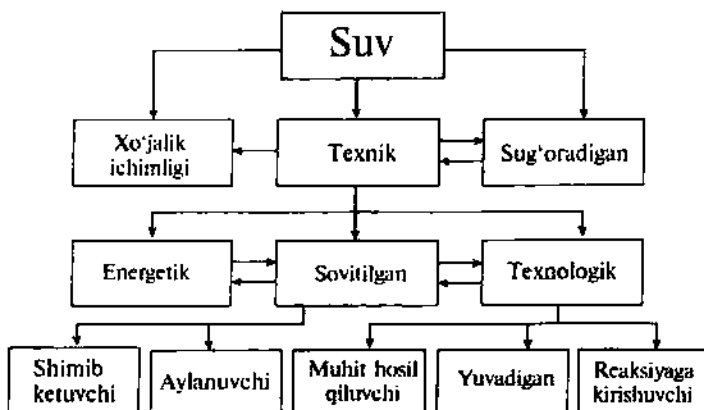 Suv
Xo‘jalik
ichimligi
Texnik
Sug‘oradigan
Energetik
Sovitilgan
Texnologik
Shimib
ketuvchi
Aylanuvchi
Muhit hosil
qiluvchi
Yuvadigan
Reaksiyaga
kirishuvchi